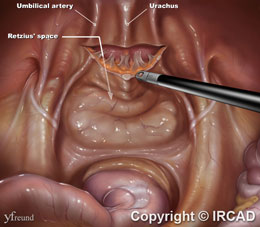 Umbilical artery
Urachus
Retzius' space
yfreund
Copyright © IRCAD